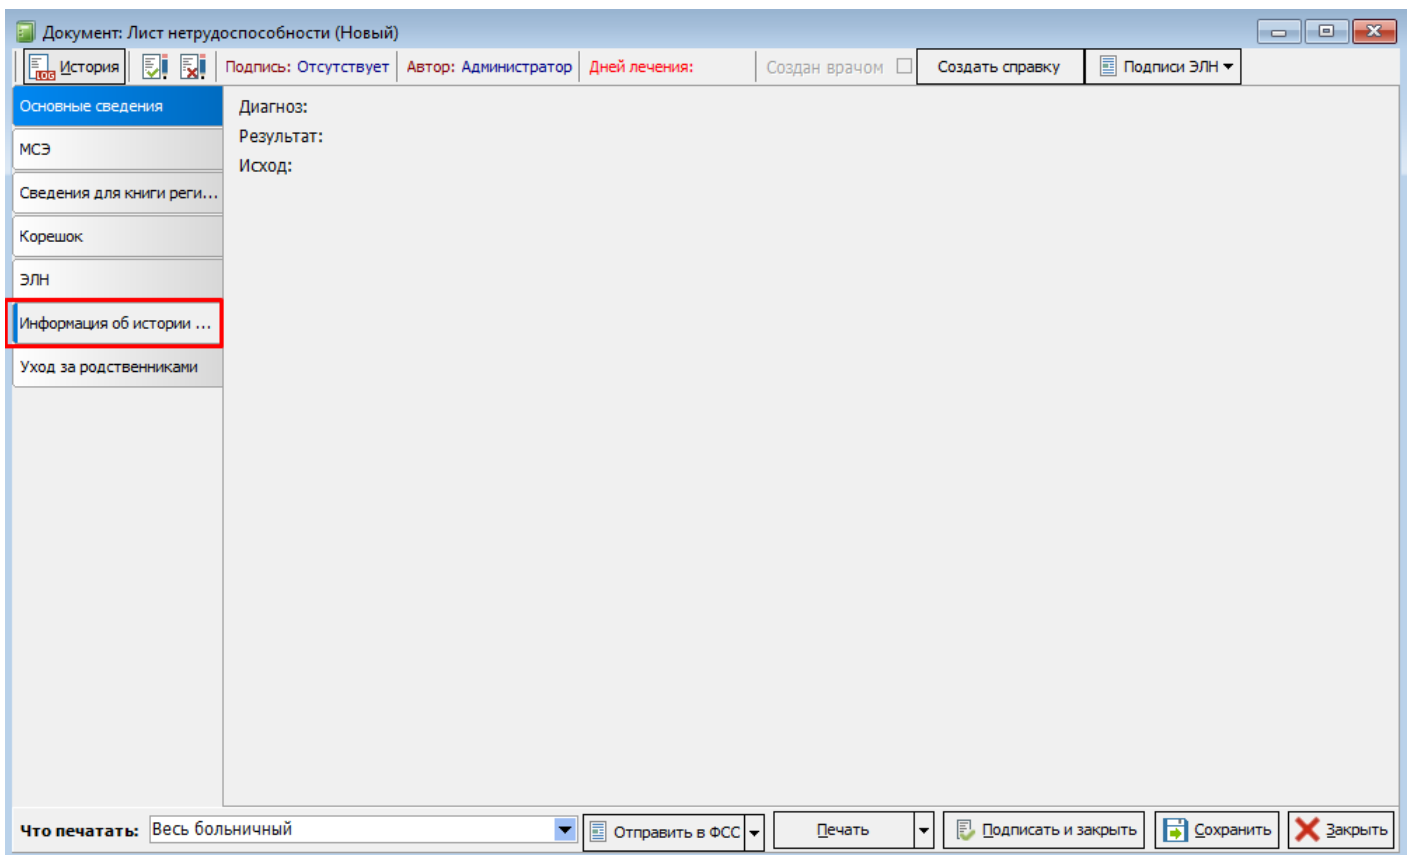 Документ: Лист нетрудоспособности (Новый)
LOG История Подпись: Отсутствует Автор: Администратор Дней лечения: Создан врачом Создать справку Подписи ЭЛН
Основные сведения
МСЭ
Сведения для книги реги...
Корешок
ЭЛН
Информация об истории ...
Уход за родственниками
Диагноз:
Результат:
Исход:
Что печатать: Весь больничный Отправить в ФСС Печать Подписать и закрыть Сохранить Закрыть